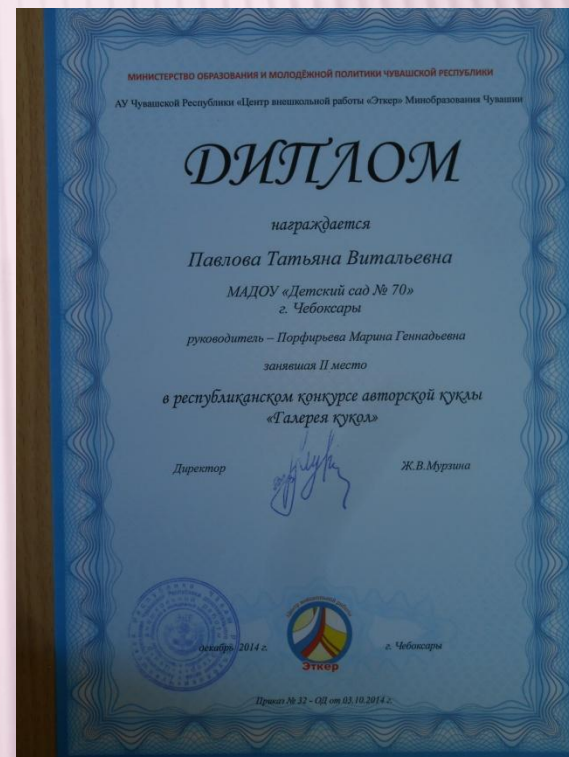 МИНИСТЕРСТВО ОБРАЗОВАНИЯ И МОЛОДЁЖНОЙ ПОЛИТИКИ ЧУВАШСКОЙ РЕСПУБЛИКИ
АУ Чувашской Республики «Центр внешкольной работы «Эткер» Минобразования Чувашии
ДИПЛОМ
награждается
Павлова Татьяна Витальевна
МАДОУ «Детский сад № 70»
г. Чебоксары
руководитель – Порфирьева Марина Геннадьевна
занявшая II место
в республиканском конкурсе авторской куклы
«Галерея кукол»
Директор Ж.В.Мурзина
декабрь 2014 г. г. Чебоксары
Эткер
Приказ № 32 - ОД от 03.10.2014 г.